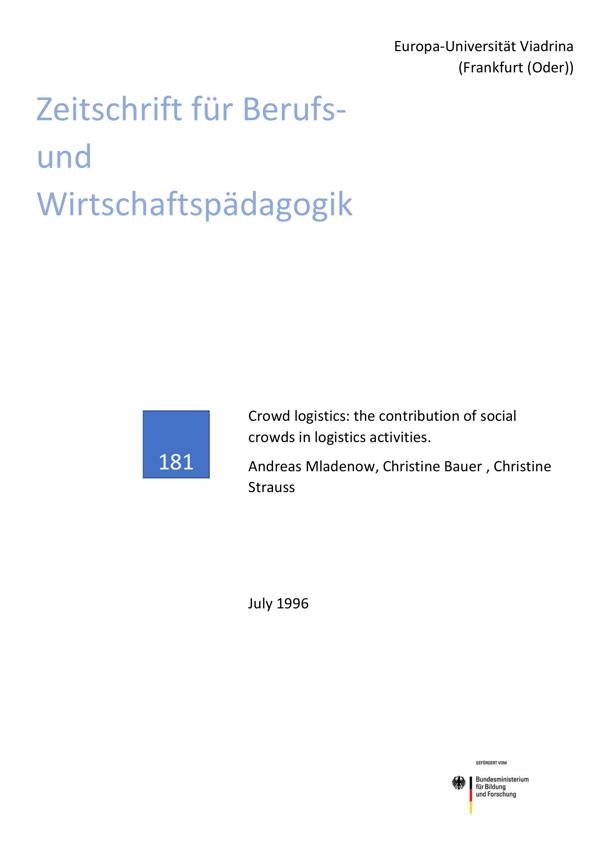 Europa-Universität Viadrina
(Frankfurt (Oder))
Zeitschrift für Berufs-
und
Wirtschaftspädagogik
181
Crowd logistics: the contribution of social
crowds in logistics activities.
Andreas Mladenow, Christine Bauer , Christine
Strauss
July 1996
GEFÖRDERT VOM
Bundesministerium
für Bildung
und Forschung